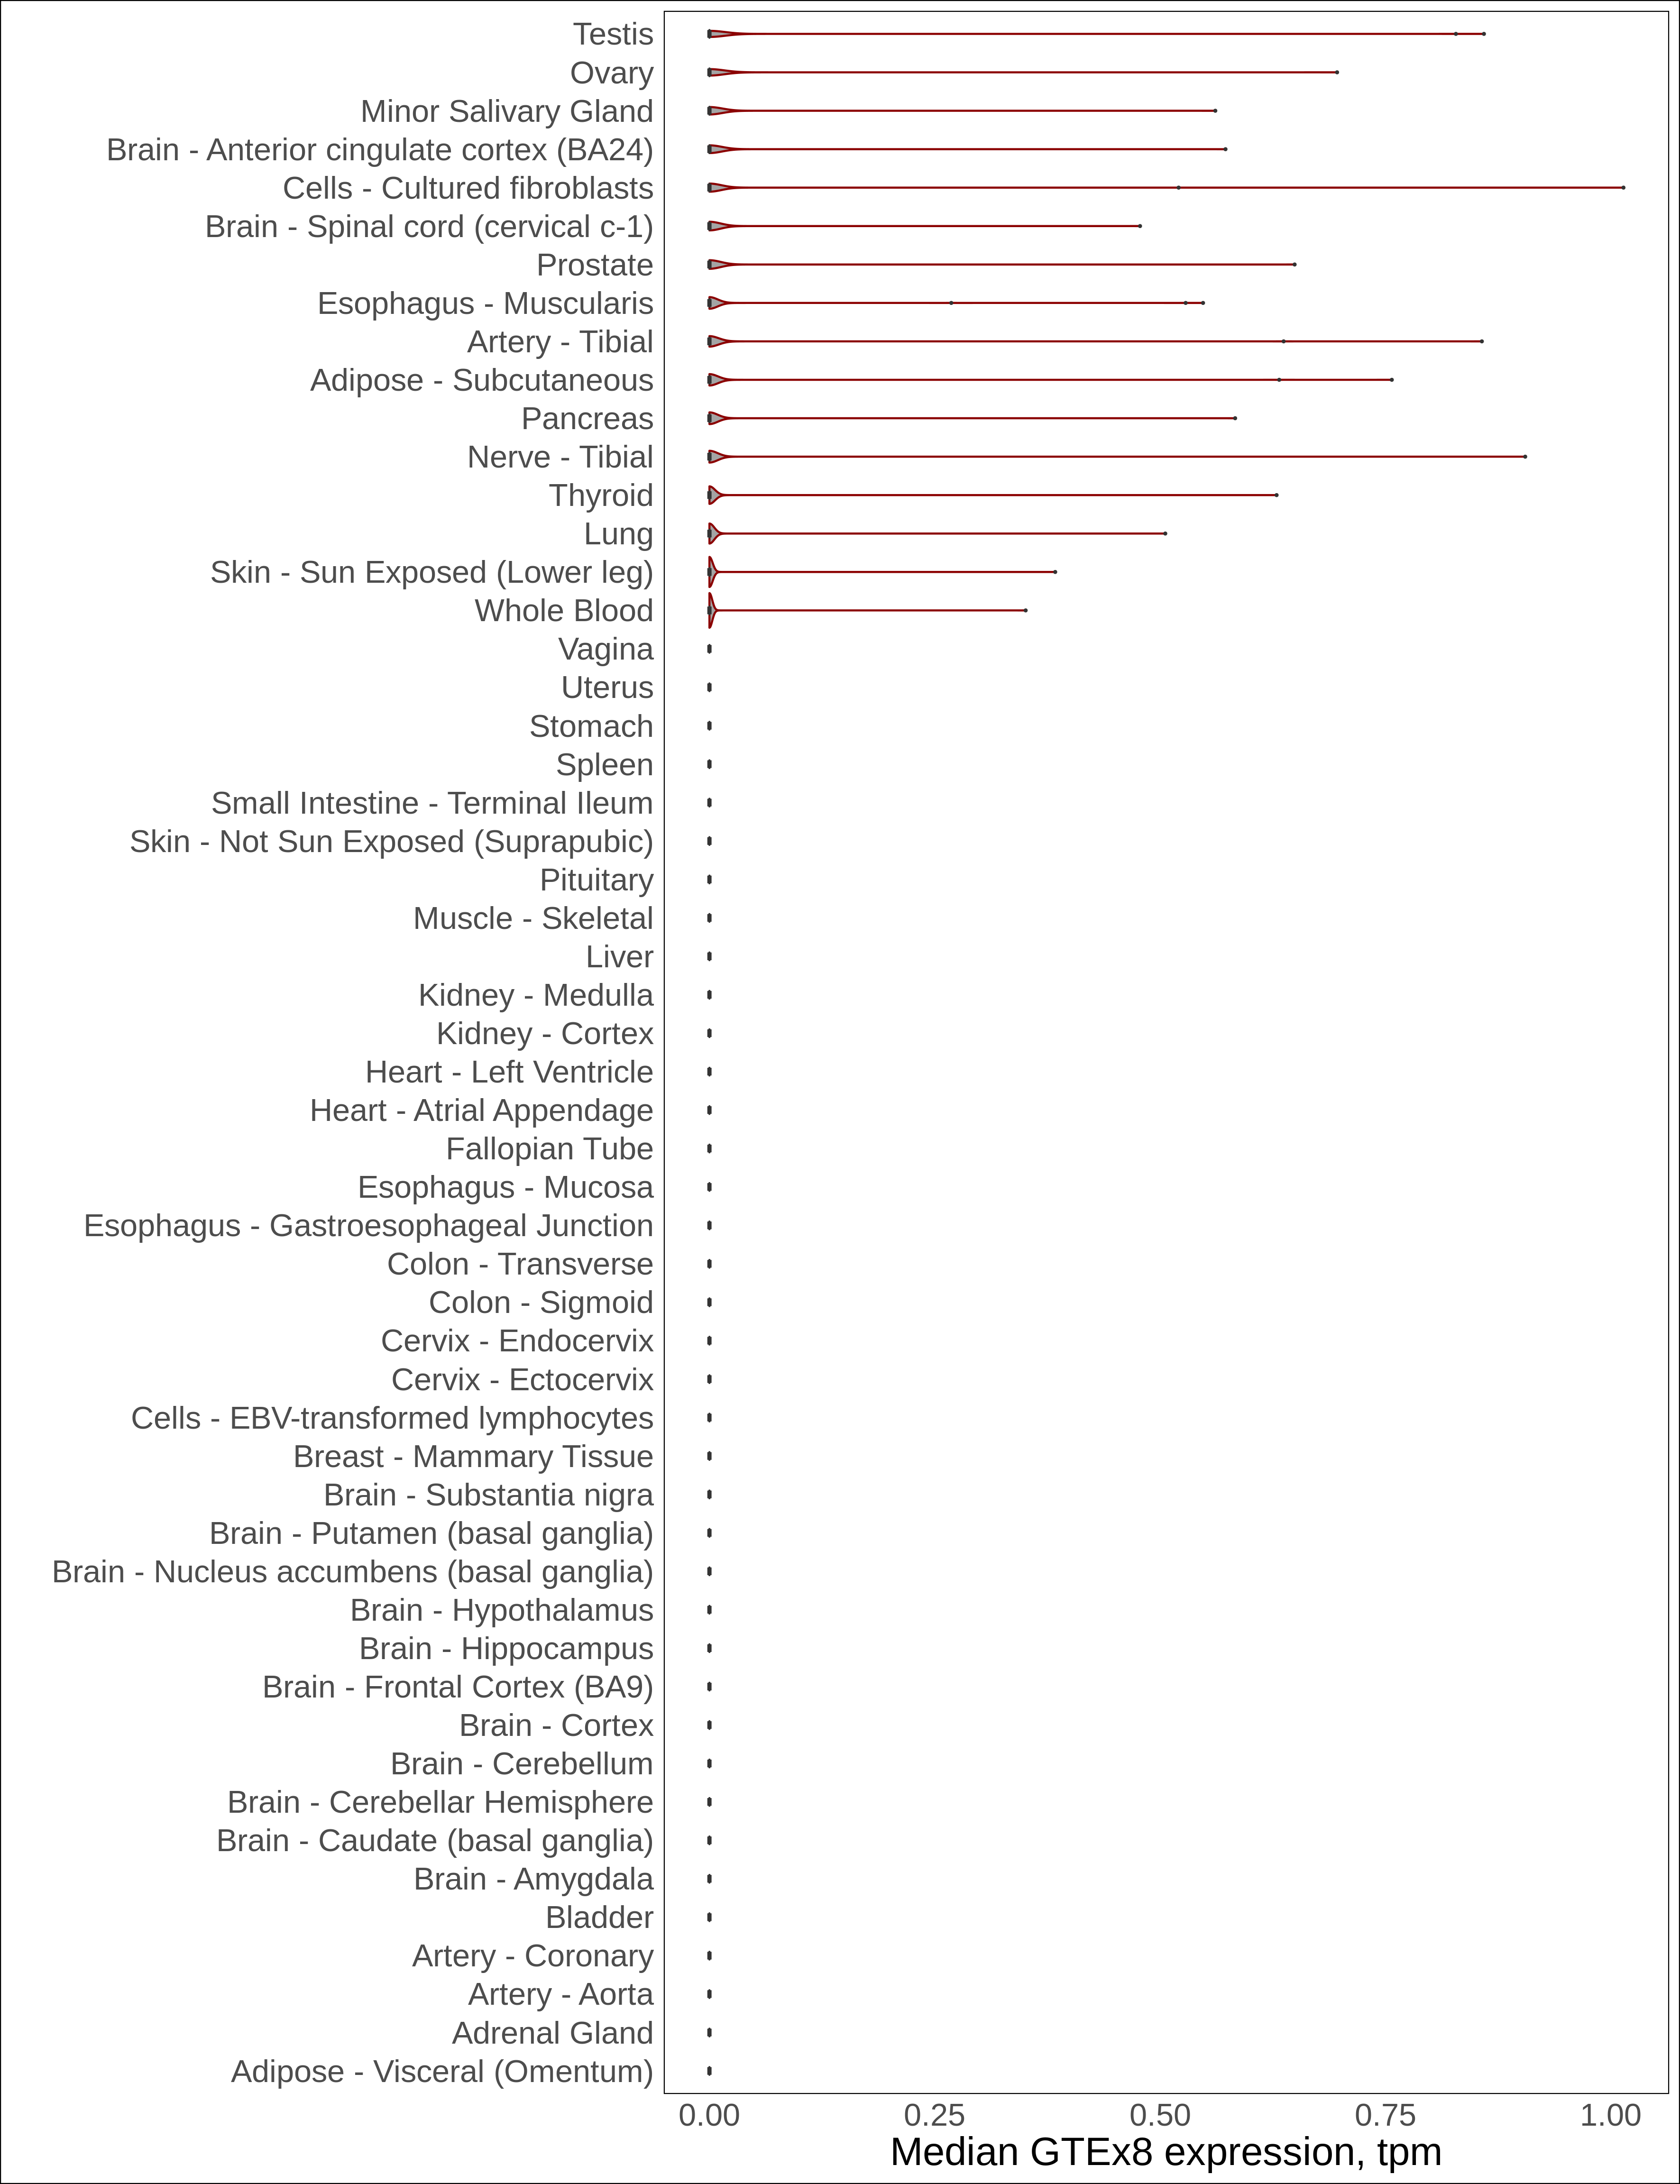 Testis
Ovary
Minor Salivary Gland
Brain - Anterior cingulate cortex (BA24)
Cells - Cultured fibroblasts
Brain - Spinal cord (cervical c-1)
Prostate
Esophagus - Muscularis
Artery - Tibial
Adipose - Subcutaneous
Pancreas
Nerve - Tibial
Thyroid
Lung
Skin - Sun Exposed (Lower leg)
Whole Blood
Vagina
Uterus
Stomach
Spleen
Small Intestine - Terminal Ileum
Skin - Not Sun Exposed (Suprapubic)
Pituitary
Muscle - Skeletal
Liver
Kidney - Medulla
Kidney - Cortex
Heart - Left Ventricle
Heart - Atrial Appendage
Fallopian Tube
Esophagus - Mucosa
Esophagus - Gastroesophageal Junction
Colon - Transverse
Colon - Sigmoid
Cervix - Endocervix
Cervix - Ectocervix
Cells - EBV-transformed lymphocytes
Breast - Mammary Tissue
Brain - Substantia nigra
Brain - Putamen (basal ganglia)
Brain - Nucleus accumbens (basal ganglia)
Brain - Hypothalamus
Brain - Hippocampus
Brain - Frontal Cortex (BA9)
Brain - Cortex
Brain - Cerebellum
Brain - Cerebellar Hemisphere
Brain - Caudate (basal ganglia)
Brain - Amygdala
Bladder
Artery - Coronary
Artery - Aorta
Adrenal Gland
Adipose - Visceral (Omentum)
0.00 0.25 0.50 0.75 1.00
Median GTEx8 expression, tpm